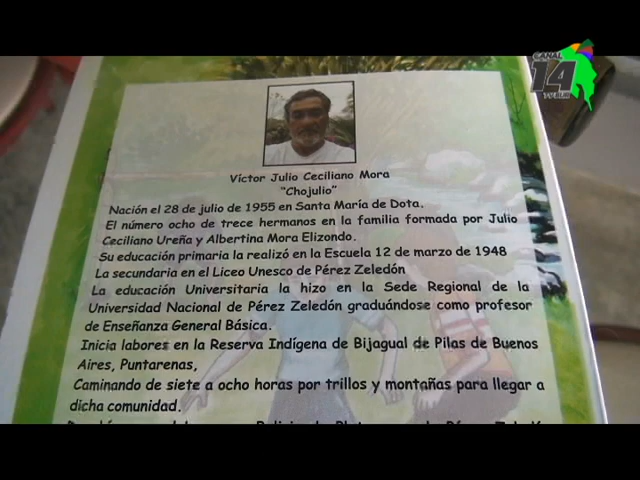 CANAL
14
TV SUR
Víctor Julio Ceciliano Mora
"Chojulio"
Nación el 28 de julio de 1955 en Santa María de Dota.
El número ocho de trece hermanos en la familia formada por Julio
Ceciliano Ureña y Albertina Mora Elizondo.
Su educación primaria la realizó en la Escuela 12 de marzo de 1948
La secundaria en el Liceo Unesco de Pérez Zeledón
La educación Universitaria la hizo en la Sede Regional de la
Universidad Nacional de Pérez Zeledón graduándose como profesor
de Enseñanza General Básica.
Inicia labores en la Reserva Indígena de Bijagual de Pilas de Buenos
Aires, Puntarenas,
Caminando de siete a ocho horas por trillos y montañas para llegar a
dicha comunidad.